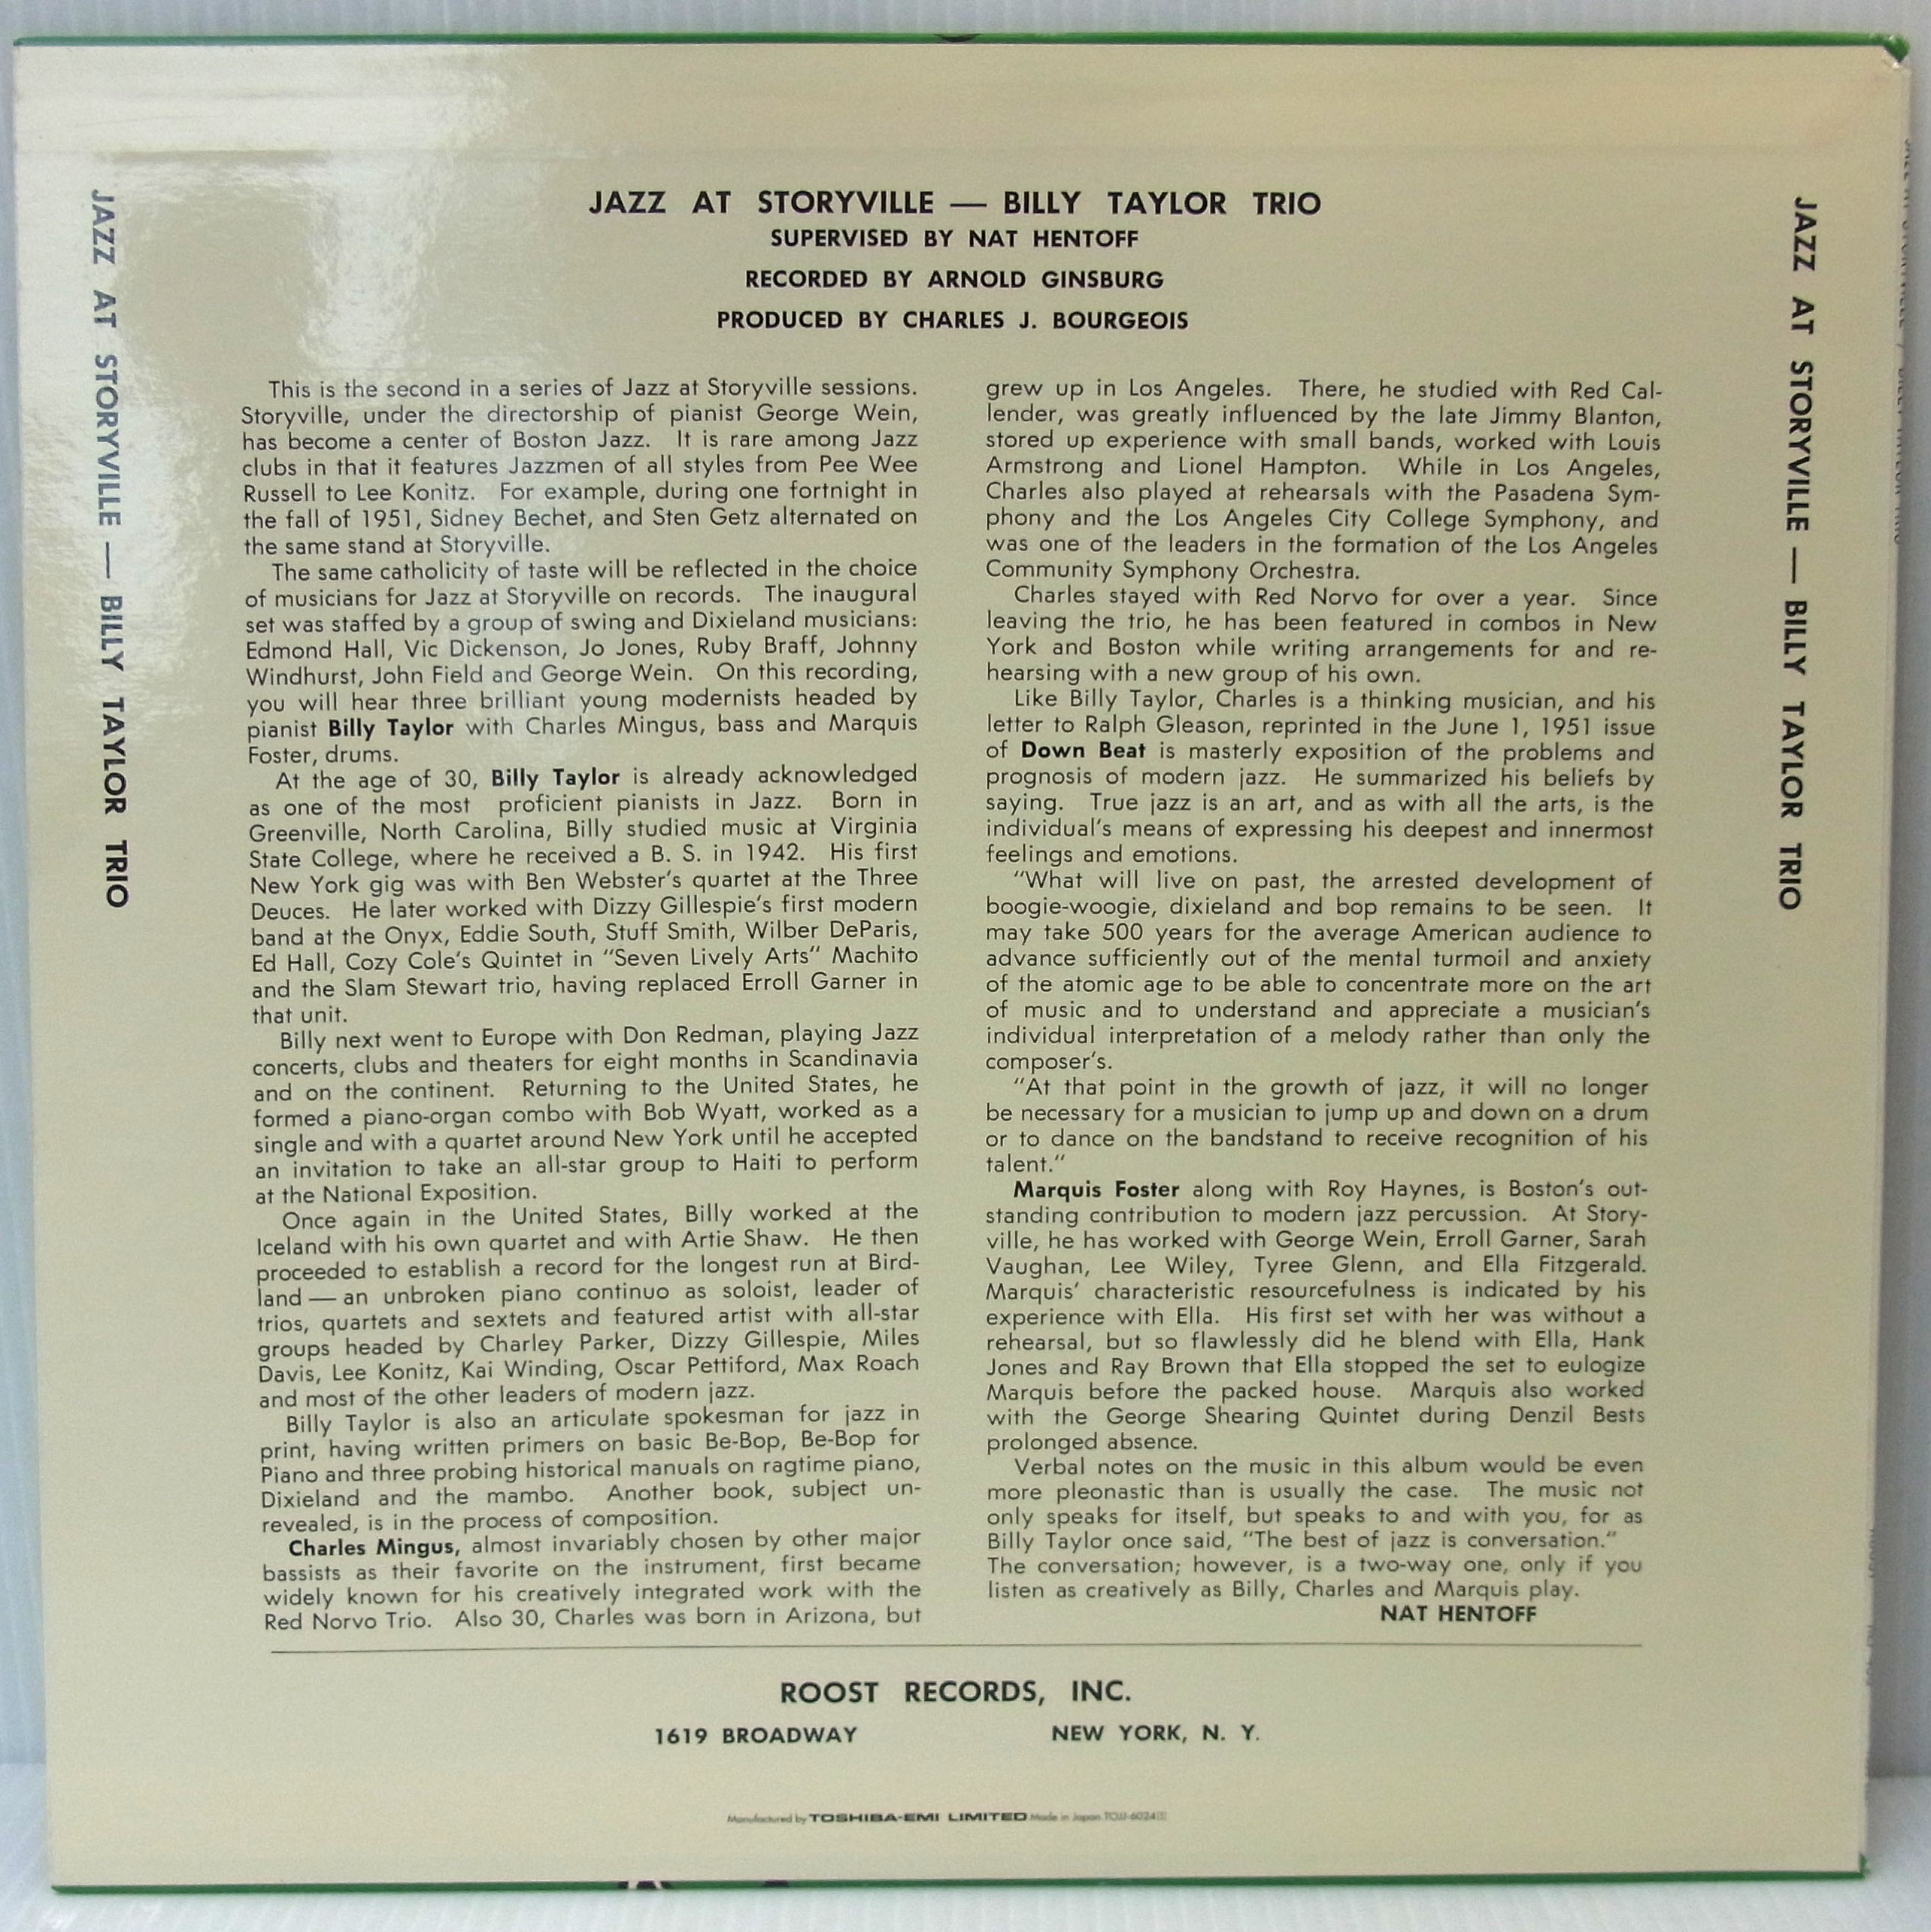 JAZZ AT STORYVILLE — BILLY TAYLOR TRIO
SUPERVISED BY NAT HENTOFF
RECORDED BY ARNOLD GINSBURG
PRODUCED BY CHARLES J. BOURGEOIS
JAZZ AT STORYVILLE — BILLY TAYLOR TRIO
This is the second in a series of Jazz at Storyville sessions.
Storyville, under the directorship of pianist George Wein,
has become a center of Boston Jazz. It is rare among Jazz
clubs in that it features Jazzmen of all styles from Pee Wee
Russell to Lee Konitz. For example, during one fortnight in
the fall of 1951, Sidney Bechet, and Sten Getz alternated on
the same stand at Storyville.
The same catholicity of taste will be reflected in the choice
of musicians for Jazz at Storyville on records. The inaugural
set was staffed by a group of swing and Dixieland musicians:
Edmond Hall, Vic Dickenson, Jo Jones, Ruby Braff, Johnny
Windhurst, John Field and George Wein. On this recording,
you will hear three brilliant young modernists headed by
pianist Billy Taylor with Charles Mingus, bass and Marquis
Foster, drums.
At the age of 30, Billy Taylor is already acknowledged
as one of the most proficient pianists in Jazz. Born in
Greenville, North Carolina, Billy studied music at Virginia
State College, where he received a B. S. in 1942. His first
New York gig was with Ben Webster's quartet at the Three
Deuces. He later worked with Dizzy Gillespie's first modern
band at the Onyx, Eddie South, Stuff Smith, Wilber DeParis,
Ed Hall, Cozy Cole's Quintet in "Seven Lively Arts" Machito
and the Slam Stewart trio, having replaced Erroll Garner in
that unit.
Billy next went to Europe with Don Redman, playing Jazz
concerts, clubs and theaters for eight months in Scandinavia
and on the continent. Returning to the United States, he
formed a piano-organ combo with Bob Wyatt, worked as a
single and with a quartet around New York until he accepted
an invitation to take an all-star group to Haiti to perform
at the National Exposition.
Once again in the United States, Billy worked at the
Iceland with his own quartet and with Artie Shaw. He then
proceeded to establish a record for the longest run at Bird-
land — an unbroken piano continuo as soloist, leader of
trios, quartets and sextets and featured artist with all-star
groups headed by Charley Parker, Dizzy Gillespie, Miles
Davis, Lee Konitz, Kai Winding, Oscar Pettiford, Max Roach
and most of the other leaders of modern jazz.
Billy Taylor is also an articulate spokesman for jazz in
print, having written primers on basic Be-Bop, Be-Bop for
Piano and three probing historical manuals on ragtime piano,
Dixieland and the mambo. Another book, subject un-
revealed, is in the process of composition.
Charles Mingus, almost invariably chosen by other major
bassists as their favorite on the instrument, first became
widely known for his creatively integrated work with the
Red Norvo Trio. Also 30, Charles was born in Arizona, but
grew up in Los Angeles. There, he studied with Red Cal-
lender, was greatly influenced by the late Jimmy Blanton,
stored up experience with small bands, worked with Louis
Armstrong and Lionel Hampton. While in Los Angeles,
Charles also played at rehearsals with the Pasadena Sym-
phony and the Los Angeles City College Symphony, and
was one of the leaders in the formation of the Los Angeles
Community Symphony Orchestra.
Charles stayed with Red Norvo for over a year. Since
leaving the trio, he has been featured in combos in New
York and Boston while writing arrangements for and re-
hearsing with a new group of his own.
Like Billy Taylor, Charles is a thinking musician, and his
letter to Ralph Gleason, reprinted in the June 1, 1951 issue
of Down Beat is masterly exposition of the problems and
prognosis of modern jazz. He summarized his beliefs by
saying. True jazz is an art, and as with all the arts, is the
individual's means of expressing his deepest and innermost
feelings and emotions.
"What will live on past, the arrested development of
boogie-woogie, dixieland and bop remains to be seen. It
may take 500 years for the average American audience to
advance sufficiently out of the mental turmoil and anxiety
of the atomic age to be able to concentrate more on the art
of music and to understand and appreciate a musician's
individual interpretation of a melody rather than only the
composer's.
"At that point in the growth of jazz, it will no longer
be necessary for a musician to jump up and down on a drum
or to dance on the bandstand to receive recognition of his
talent."
Marquis Foster along with Roy Haynes, is Boston's out-
standing contribution to modern jazz percussion. At Story-
ville, he has worked with George Wein, Erroll Garner, Sarah
Vaughan, Lee Wiley, Tyree Glenn, and Ella Fitzgerald.
Marquis' characteristic resourcefulness is indicated by his
experience with Ella. His first set with her was without a
rehearsal, but so flawlessly did he blend with Ella, Hank
Jones and Ray Brown that Ella stopped the set to eulogize
Marquis before the packed house. Marquis also worked
with the George Shearing Quintet during Denzil Bests
prolonged absence.
Verbal notes on the music in this album would be even
more pleonastic than is usually the case. The music not
only speaks for itself, but speaks to and with you, for as
Billy Taylor once said, "The best of jazz is conversation."
The conversation; however, is a two-way one, only if you
listen as creatively as Billy, Charles and Marquis play.
NAT HENTOFF
JAZZ AT STORYVILLE — BILLY TAYLOR TRIO
ROOST RECORDS, INC.
1619 BROADWAY NEW YORK, N. Y.
Manufactured by TOSHIBA-EMI LIMITED Made in Japan TOJJ-6024